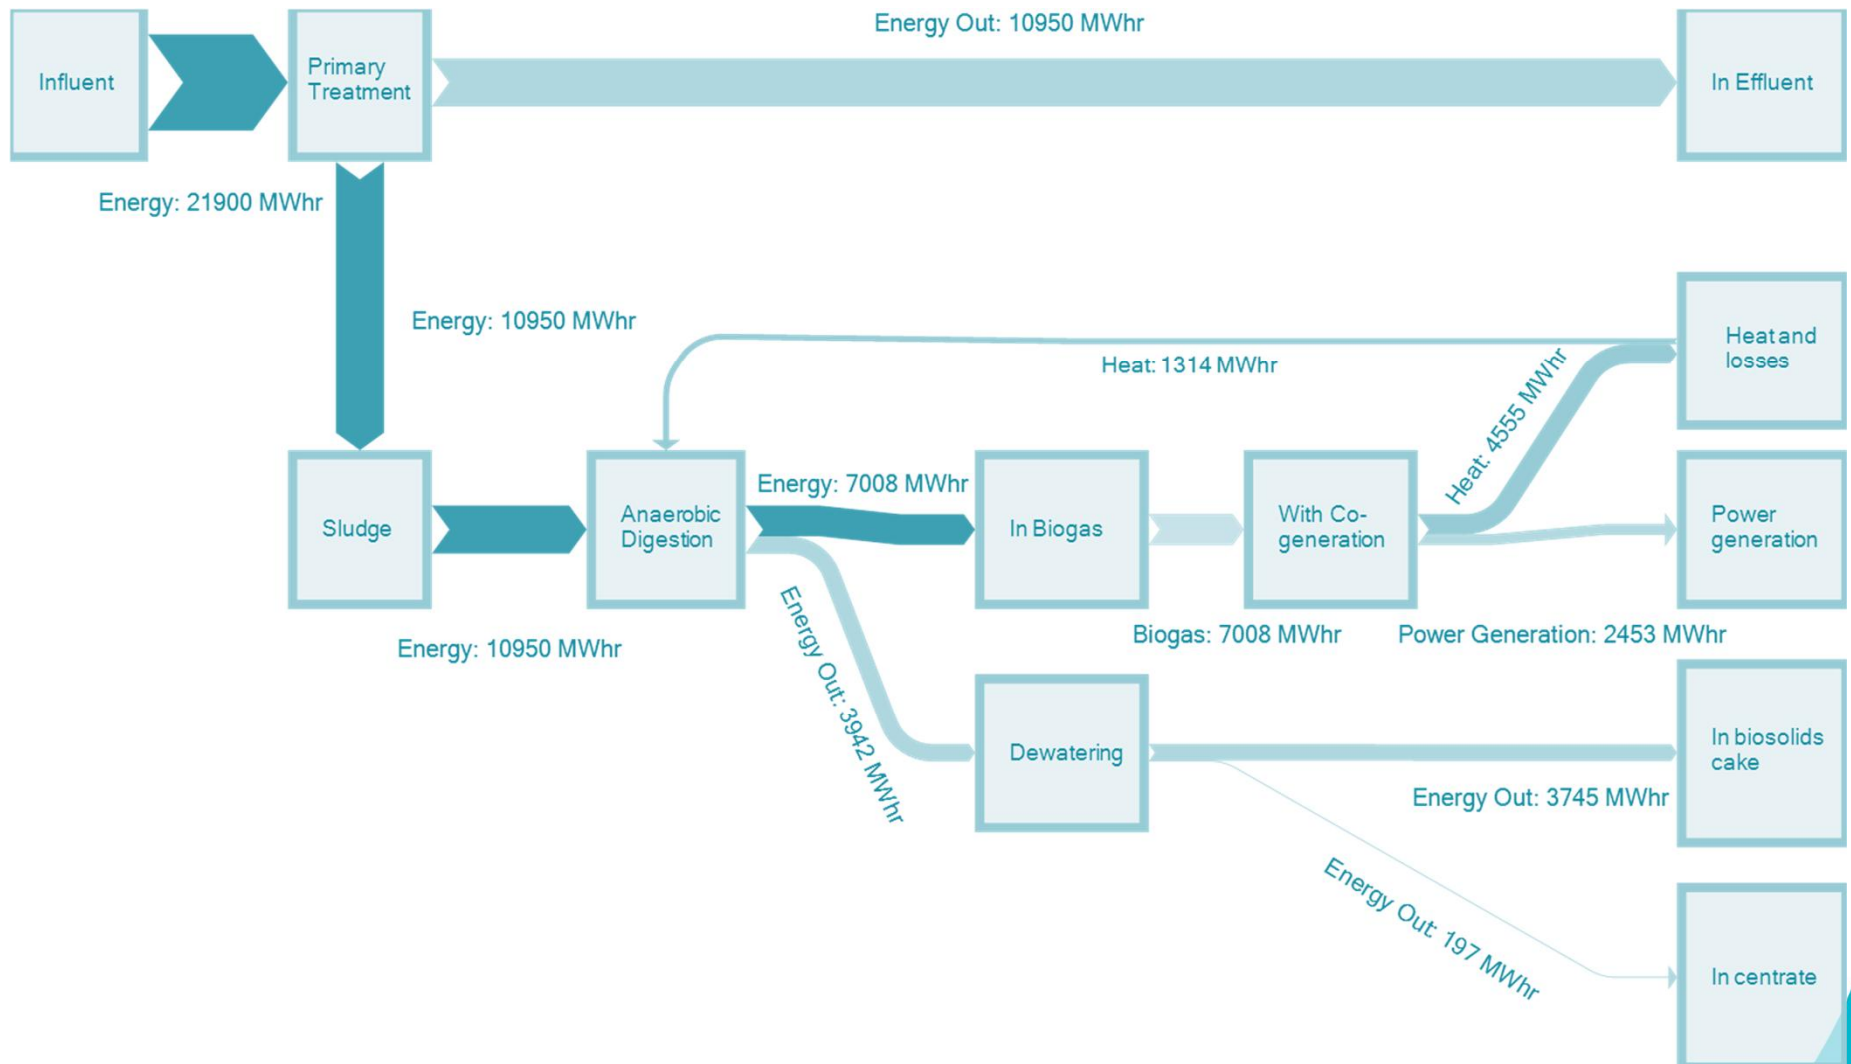 Energy Out: 10950 MWhr
Influent
Primary
Treatment
In Effluent
Energy: 21900 MWhr
Energy: 10950 MWhr
Heat: 1314 MWhr
Heat: 4555 MWhr
Heat and
losses
Sludge
Anaerobic
Digestion
Energy: 7008 MWhr
In Biogas
With Co-
generation
Power
generation
Energy: 10950 MWhr
Energy Out: 3942 MWhr
Biogas: 7008 MWhr
Power Generation: 2453 MWhr
Dewatering
In biosolids
cake
Energy Out: 3745 MWhr
Energy Out: 197 MWhr
In centrate